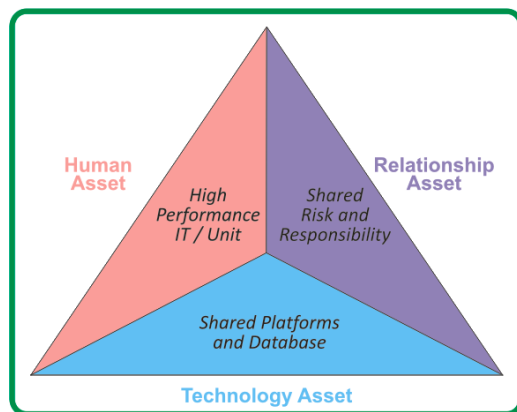 Human
Asset
High
Performance
IT / Unit
Shared
Risk and
Responsibility
Relationship
Asset
Shared Platforms
and Database
Technology Asset